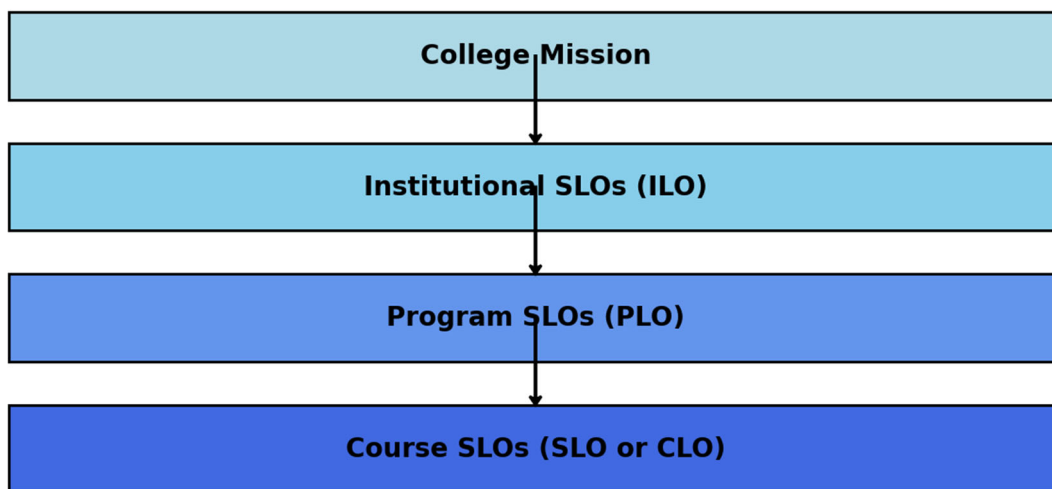 College Mission
Institutional SLOs (ILO)
Program SLOs (PLO)
Course SLOs (SLO or CLO)